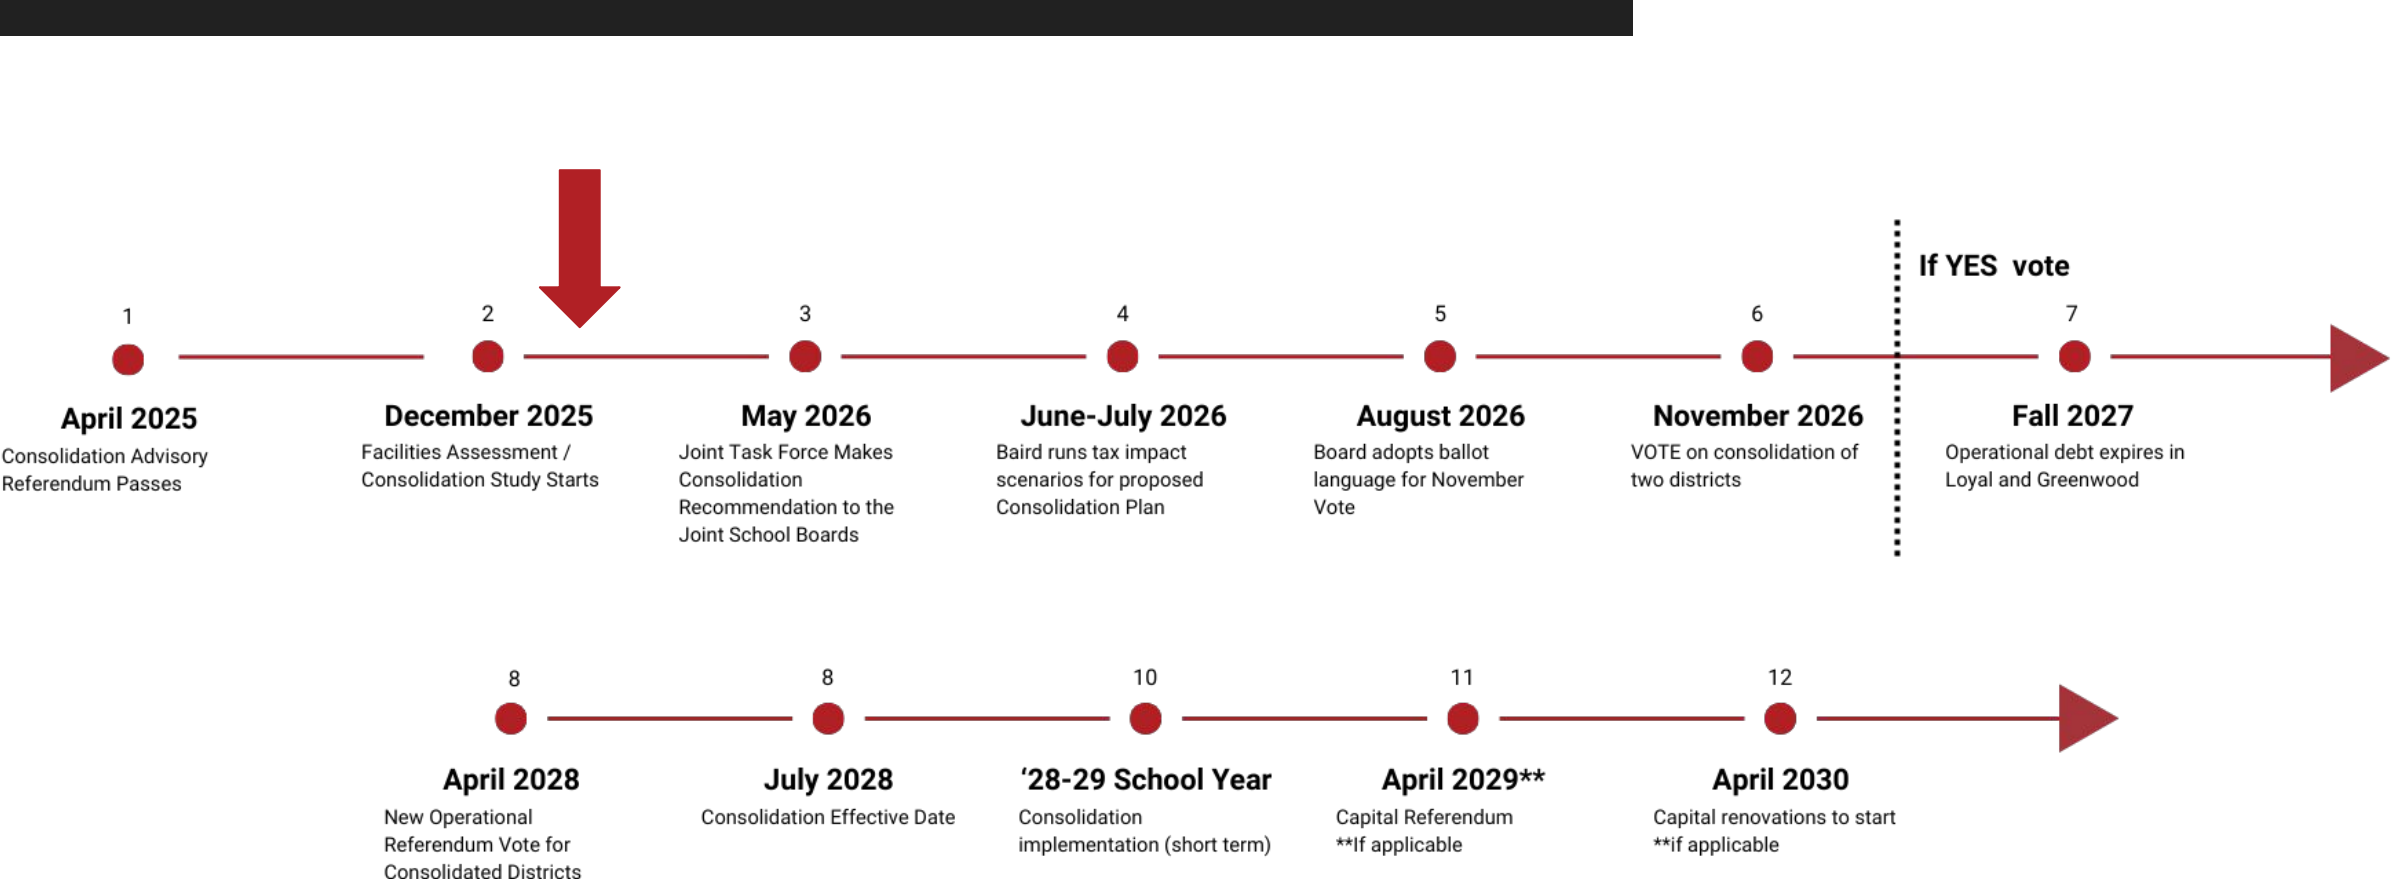 If YES  vote
1
2
3
4
5
6
7
April 2025
Consolidation Advisory
Referendum Passes
December 2025
Facilities Assessment /
Consolidation Study Starts
May 2026
Joint Task Force Makes
Consolidation
Recommendation to the
Joint School Boards
June-July 2026
Baird runs tax impact
scenarios for proposed
Consolidation Plan
August 2026
Board adopts ballot
language for November
Vote
November 2026
VOTE on consolidation of
two districts
Fall 2027
Operational debt expires in
Loyal and Greenwood
8
8
10
11
12
April 2028
New Operational
Referendum Vote for
Consolidated Districts
July 2028
Consolidation Effective Date
‘28-29 School Year
Consolidation
implementation (short term)
April 2029**
Capital Referendum
**If applicable
April 2030
Capital renovations to start
**if applicable